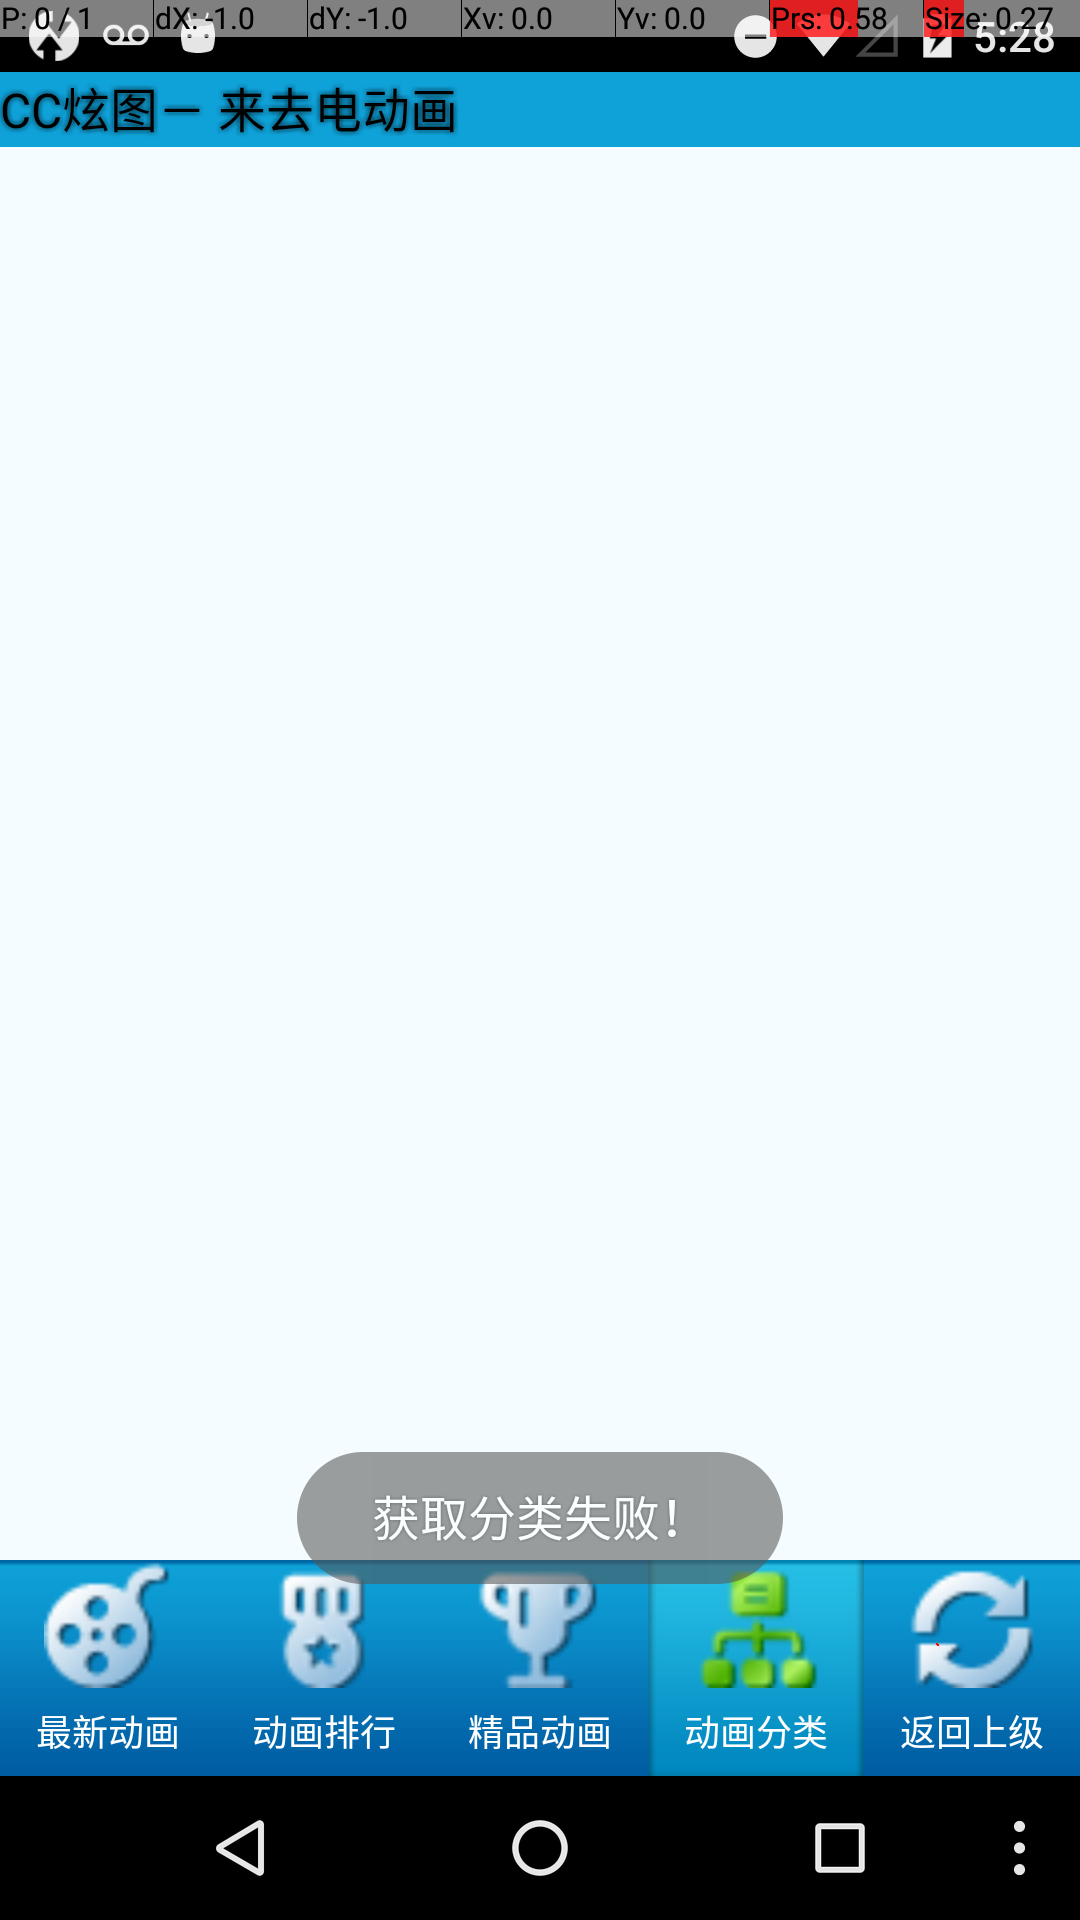 P: 0 / 1 dX: -1.0 dY: -1.0 Xv: 0.0 Yv: 0.0 Prs: 0.58 Size: 0.27
5:28
CC炫图－ 来去电动画
获取分类失败！
最新动画 动画排行 精品动画 动画分类 返回上级